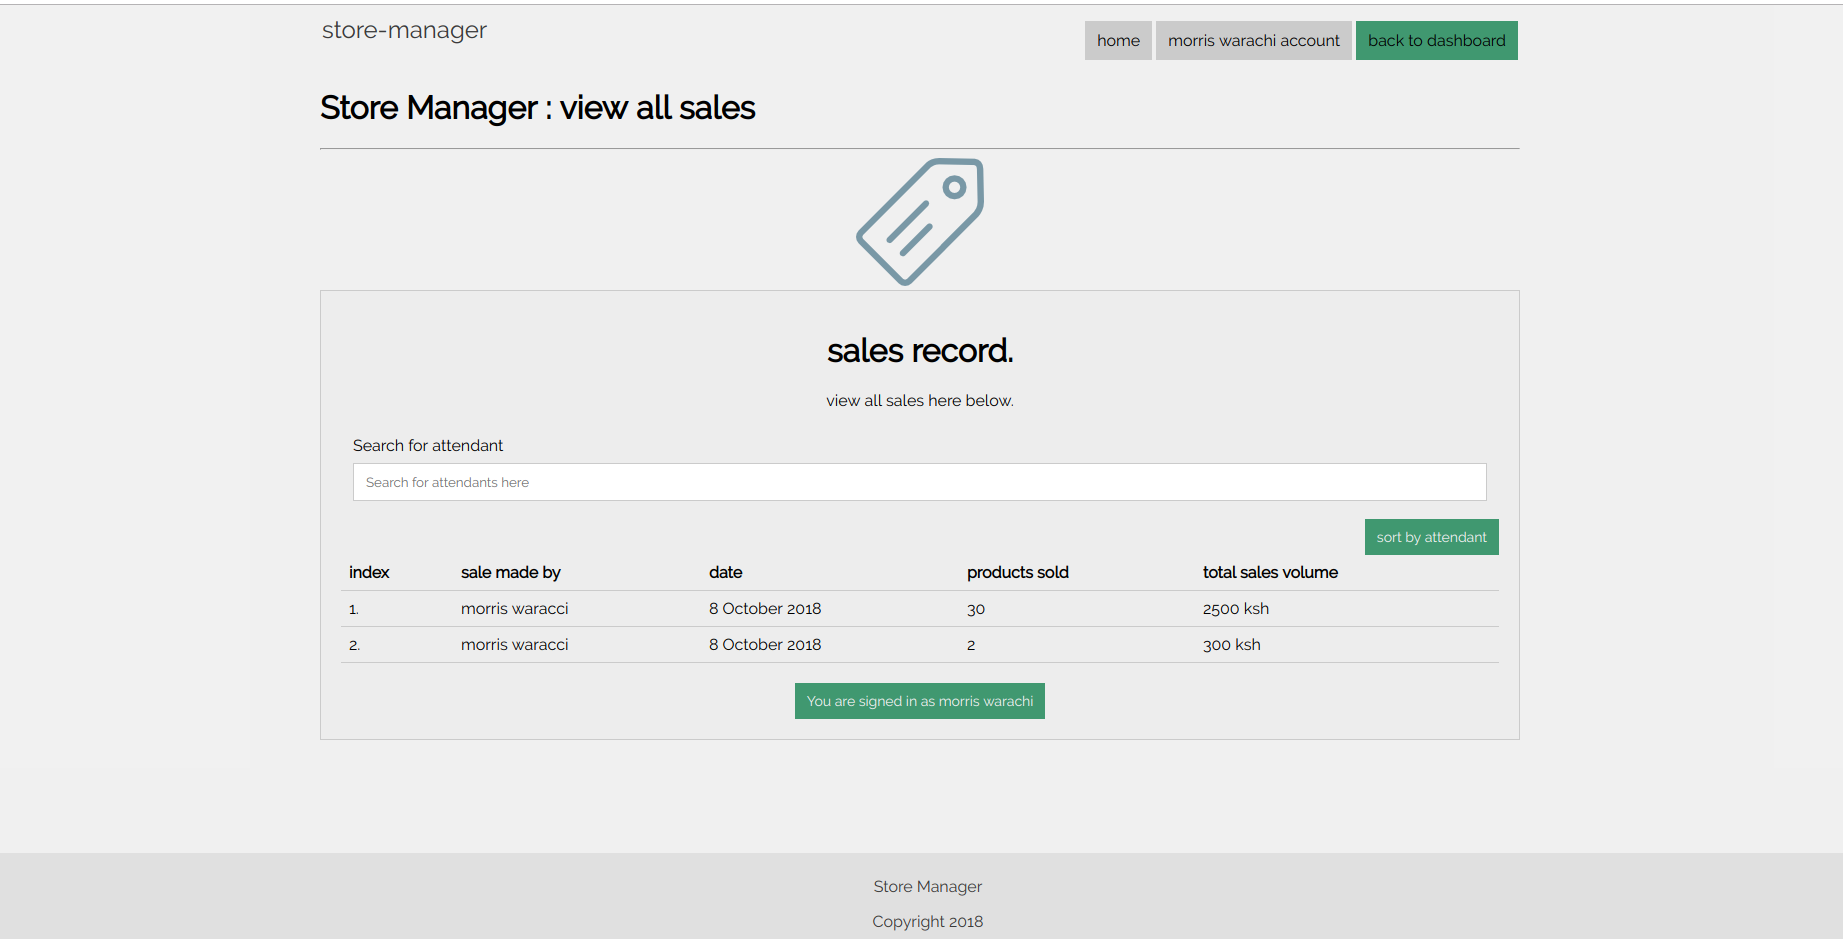 store-manager
home morris warachi account back to dashboard
Store Manager : view all sales
sales record.
view all sales here below.
Search for attendant
Search for attendants here
sort by attendant
index sale made by date products sold total sales volume
1. morris waracci 8 October 2018 30 2500 ksh
2. morris waracci 8 October 2018 2 300 ksh
You are signed in as morris warachi
Store Manager
Copyright 2018